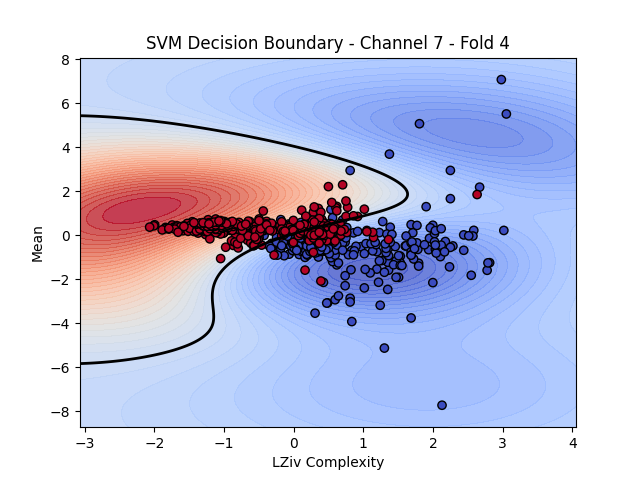 SVM Decision Boundary - Channel 7 - Fold 4
8
6
4
2
0
−2
−4
−6
−8
Mean
−3 −2 −1 0 1 2 3 4
LZiv Complexity